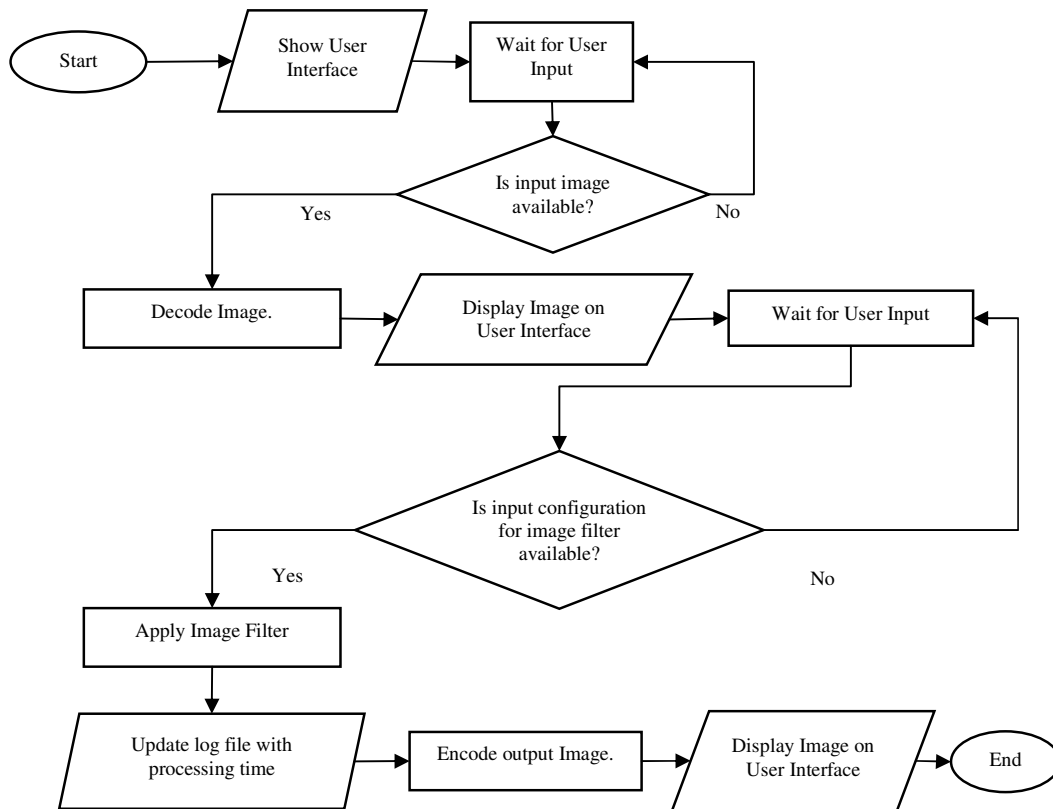 Start
Show User
Interface
Wait for User
Input
Is input image
available?
Yes
No
Decode Image.
Display Image on
User Interface
Wait for User Input
Is input configuration
for image filter
available?
Yes
No
Apply Image Filter
Update log file with
processing time
Encode output Image.
Display Image on
User Interface
End